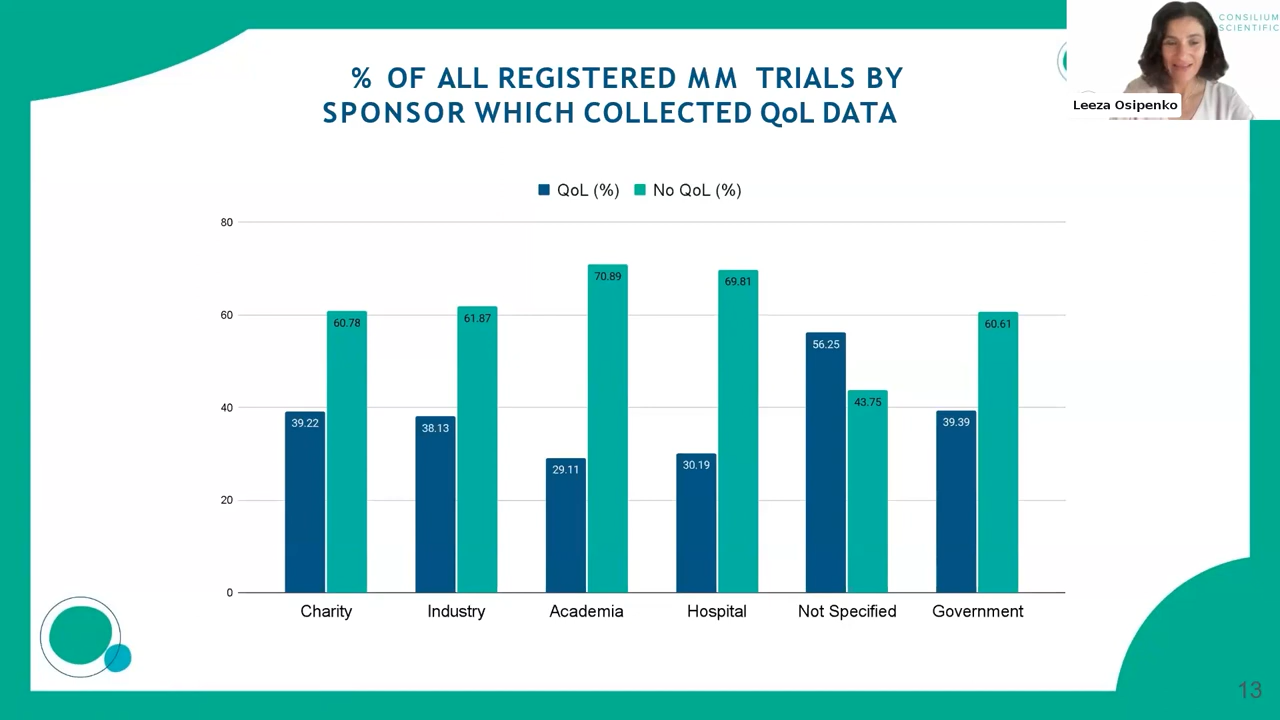 CONSILIUM
SCIENTIFIC
Leeza Osipenko
% OF ALL REGISTERED MM TRIALS BY
SPONSOR WHICH COLLECTED QoL DATA
QoL (%) No QoL (%)
80
60
40
20
0
39.22 60.78
38.13 61.87
29.11 70.89
30.19 69.81
56.25 43.75
39.39 60.61
Charity Industry Academia Hospital Not Specified Government
13